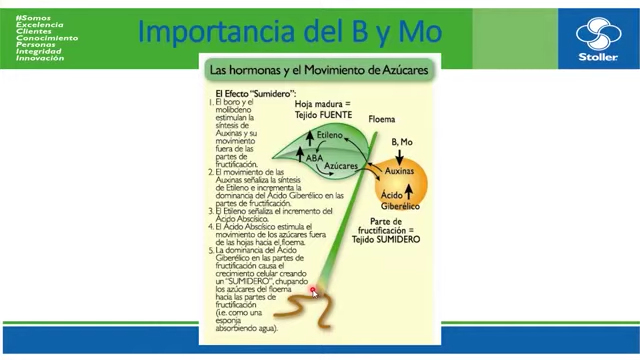 #Somos
Excelencia
Clientes
Conocimiento
Personas
Integridad
Innovación
Importancia del B y Mo
Stoller
Las hormonas y el Movimiento de Azúcares
El Efecto "Sumidero":
1. El boro y el
molibdeno
estimulan la
síntesis de
Auxinas y su
movimiento
fuera de las
partes de
fructificación.
2. El movimiento de las
Auxinas señaliza la síntesis
de Etileno e incrementa la
dominancia del Ácido Giberélico en las
partes de fructificación.
3. El Etileno señaliza el incremento del
Ácido Abscísico.
4. El Ácido Abscísico estimula el
movimiento de los azúcares fuera
de las hojas hacia el floema.
5. La dominancia del Ácido
Giberélico en las partes de
fructificación causa el
crecimiento celular creando
un "SUMIDERO", chupando
los azúcares del floema
hacia las partes de
fructificación
(i.e. como una
esponja
absorbiendo agua).
Hoja madura =
Tejido FUENTE
Floema
Etileno
ABA
Azúcares
B, Mo
Auxinas
Ácido
Giberélico
Parte de
fructificación =
Tejido SUMIDERO